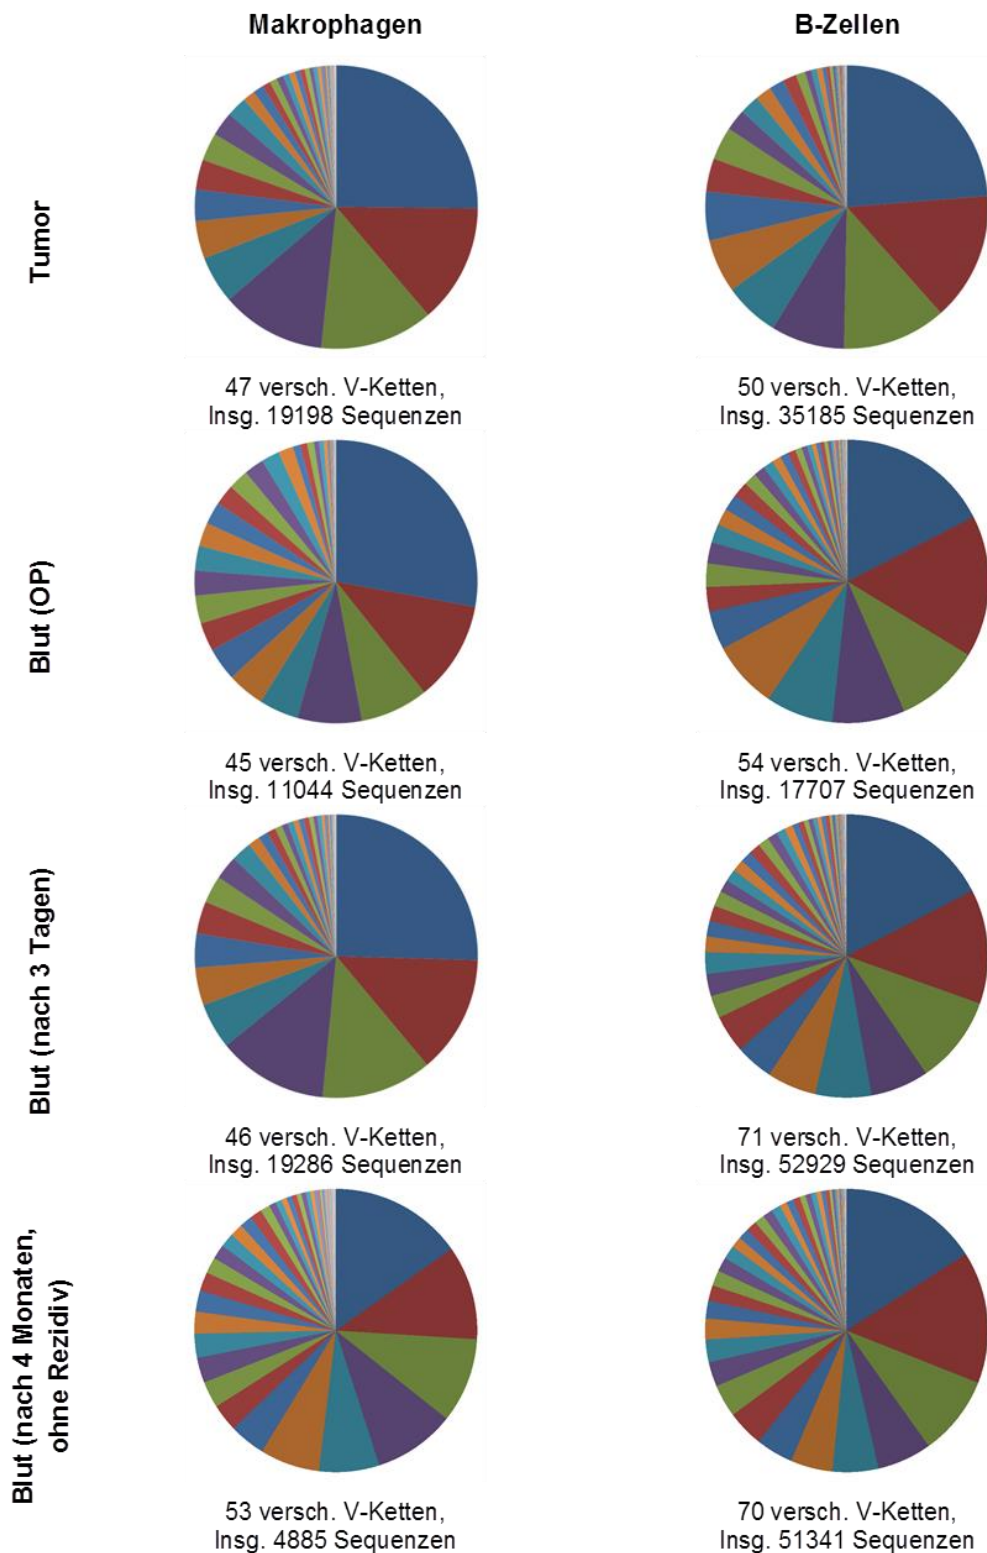 Makrophagen
B-Zellen
Tumor
47 versch. V-Ketten,
Insg. 19198 Sequenzen
50 versch. V-Ketten,
Insg. 35185 Sequenzen
Blut (OP)
45 versch. V-Ketten,
Insg. 11044 Sequenzen
54 versch. V-Ketten,
Insg. 17707 Sequenzen
Blut (nach 3 Tagen)
46 versch. V-Ketten,
Insg. 19286 Sequenzen
71 versch. V-Ketten,
Insg. 52929 Sequenzen
Blut (nach 4 Monaten,
ohne Rezidiv)
53 versch. V-Ketten,
Insg. 4885 Sequenzen
70 versch. V-Ketten,
Insg. 51341 Sequenzen